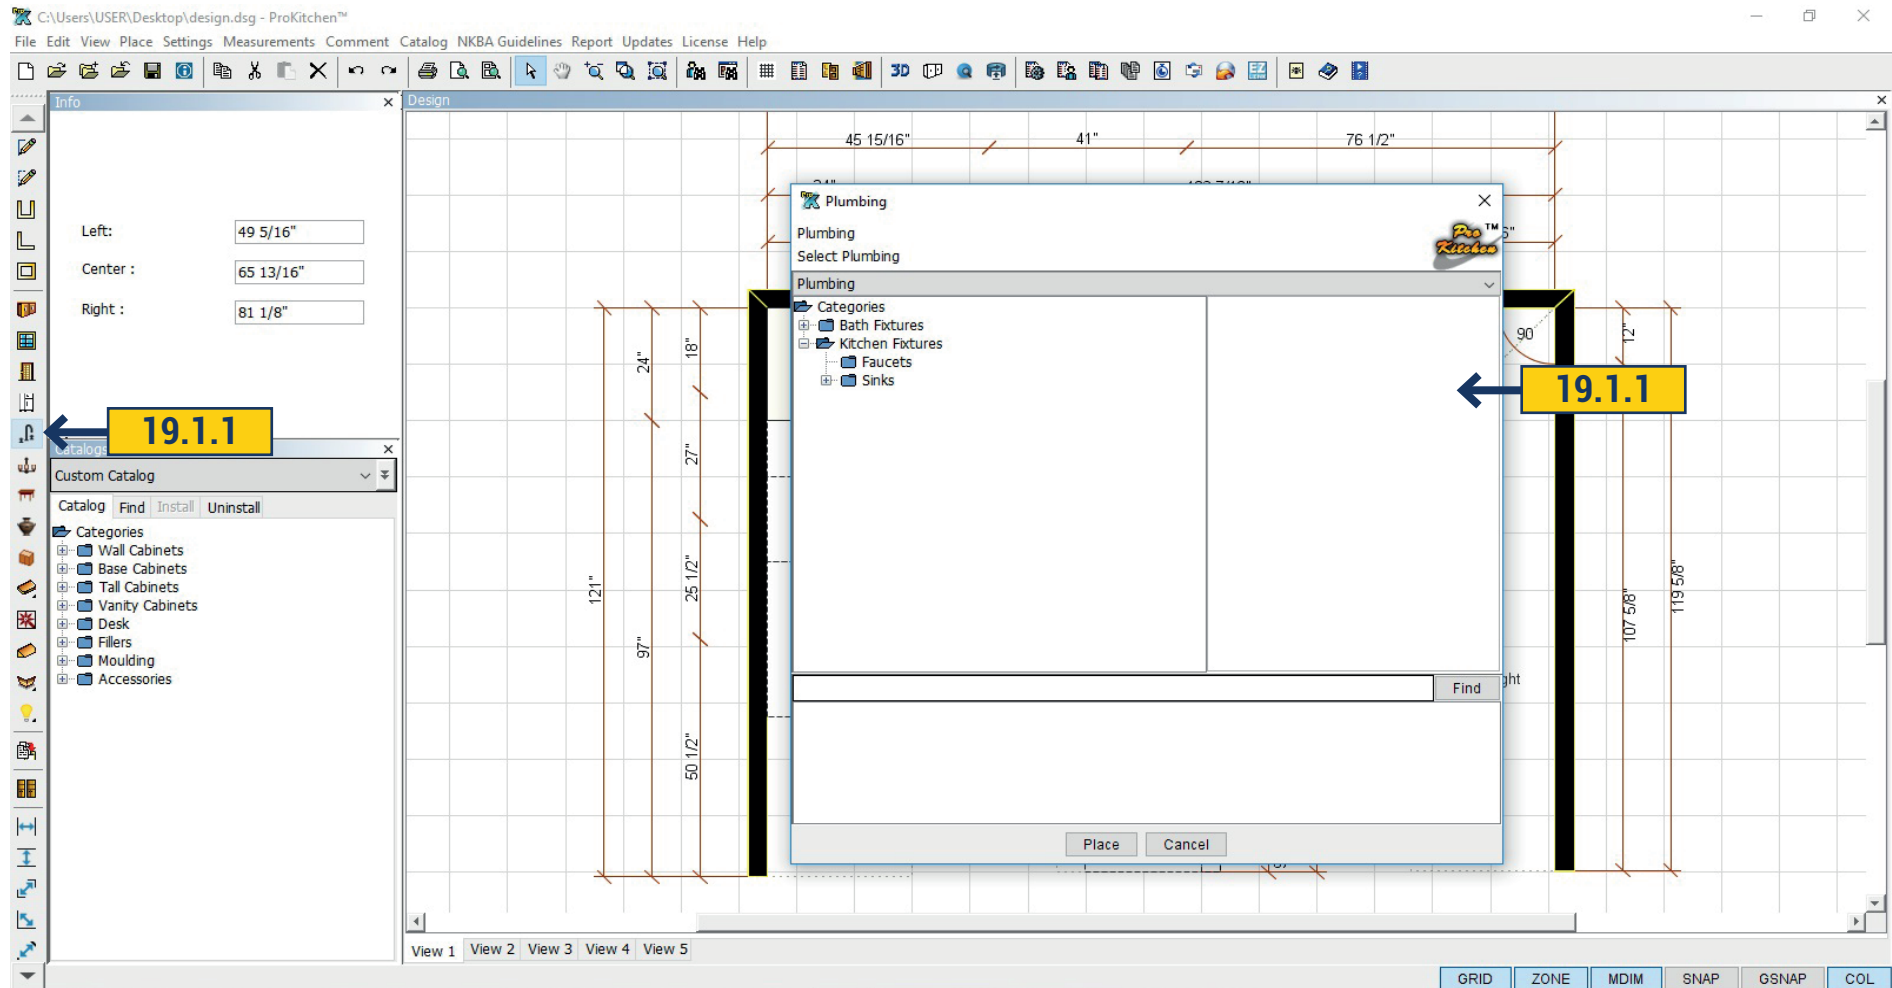 C:\Users\USER\Desktop\design.dsg - ProKitchen™
File Edit View Place Settings Measurements Comment Catalog NKBA Guidelines Report Updates License Help
3D
Info
Design
45 15/16"
41"
76 1/2"
Plumbing
Plumbing
Select Plumbing
Pro Kitchen ™
Plumbing
Categories
Bath Fixtures
Kitchen Fixtures
Faucets
Sinks
Left:
49 5/16"
Center :
65 13/16"
Right :
81 1/8"
90
12"
18"
24"
19.1.1
19.1.1
Catalogs
Custom Catalog
Catalog Find Install Uninstall
Categories
Wall Cabinets
Base Cabinets
Tall Cabinets
Vanity Cabinets
Desk
Fillers
Moulding
Accessories
27"
25 1/2"
121"
97"
50 1/2"
119 5/8"
107 5/8"
Find
ght
Place Cancel
View 1 View 2 View 3 View 4 View 5
GRID ZONE MDIM SNAP GSNAP COL